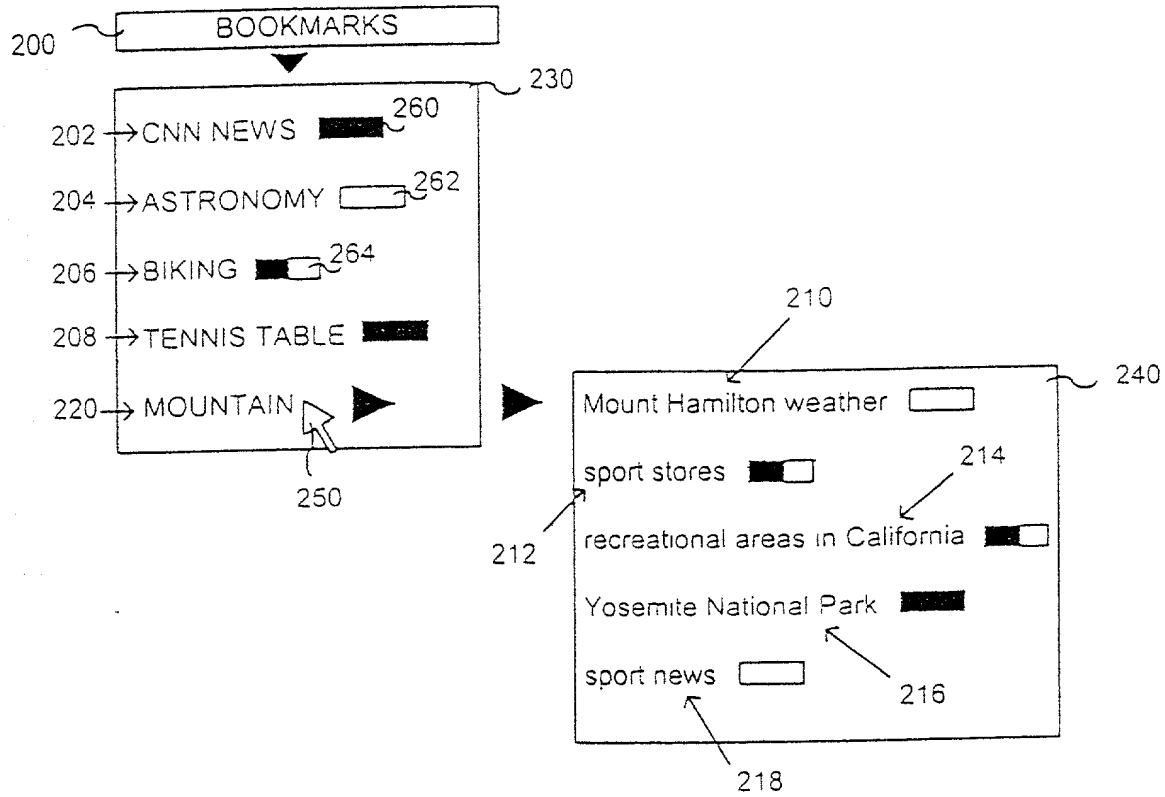 200
BOOKMARKS
230
202 → CNN NEWS 260
204 → ASTRONOMY 262
206 → BIKING 264
208 → TENNIS TABLE
220 → MOUNTAIN
250
210
240
Mount Hamilton weather
sport stores
214
212
recreational areas in California
Yosemite National Park
216
sport news
218